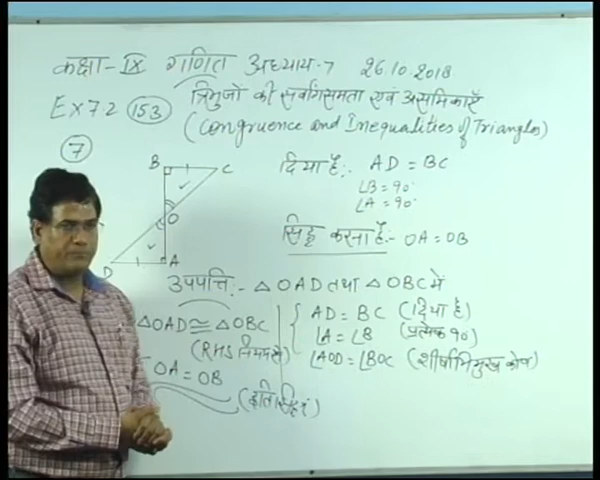 कक्षा-IX गणित अध्याय-7 26.10.2018
Ex 7.2 (153) त्रिभुजों की सर्वांगसमता एवं असमिकाएँ
(Congruence and Inequalities of Triangles)
7
B C
O
D A
दिया है:- AD = BC
∠B = 90°
∠A = 90°
सिद्ध करना है:- OA = OB
उपपत्ति:- △OAD तथा △OBC में
AD = BC (दिया है)
∠A = ∠B (प्रत्येक 90)
∠AOD = ∠BOC (शीर्षाभिमुख कोण)
△OAD ≅ △OBC
(RHS नियम से)
OA = OB
(इति सिद्धं)